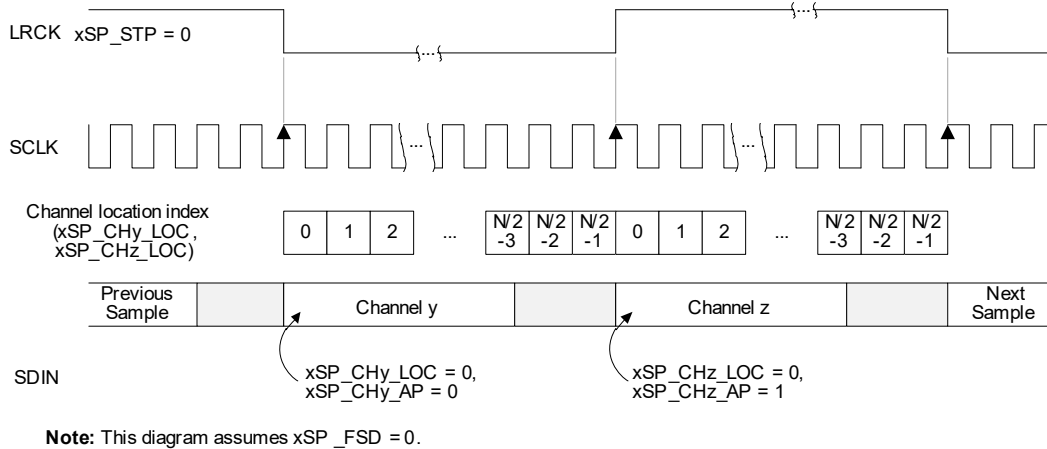 LRCK xSP_STP = 0
...
...
SCLK
...
...
Channel location index
(xSP_CHy_LOC,
xSP_CHz_LOC)
0 1 2 ... N/2-3 N/2-2 N/2-1 0 1 2 ... N/2-3 N/2-2 N/2-1
Previous
Sample
Channel y
Channel z
Next
Sample
SDIN
xSP_CHy_LOC = 0,
xSP_CHy_AP = 0
xSP_CHz_LOC = 0,
xSP_CHz_AP = 1
Note: This diagram assumes xSP _FSD = 0.